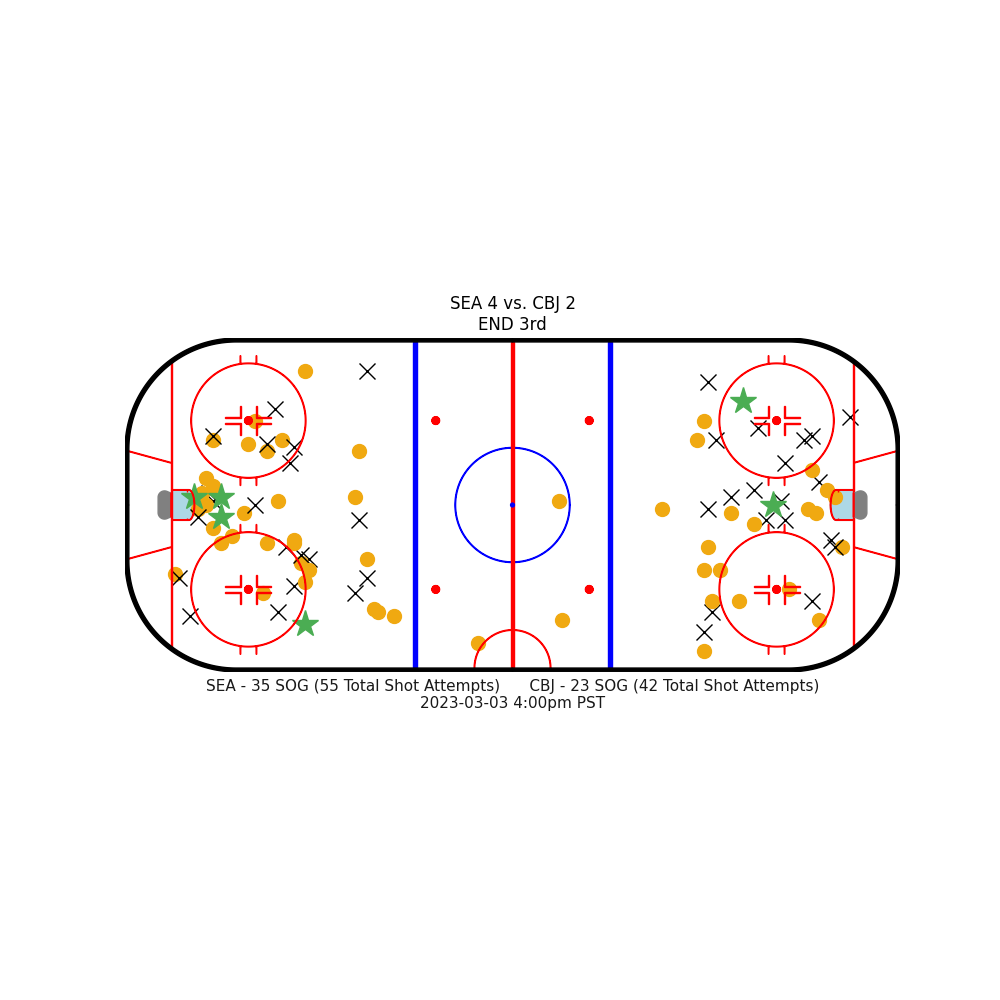 SEA 4 vs. CBJ 2
END 3rd
SEA - 35 SOG (55 Total Shot Attempts) CBJ - 23 SOG (42 Total Shot Attempts)
2023-03-03 4:00pm PST